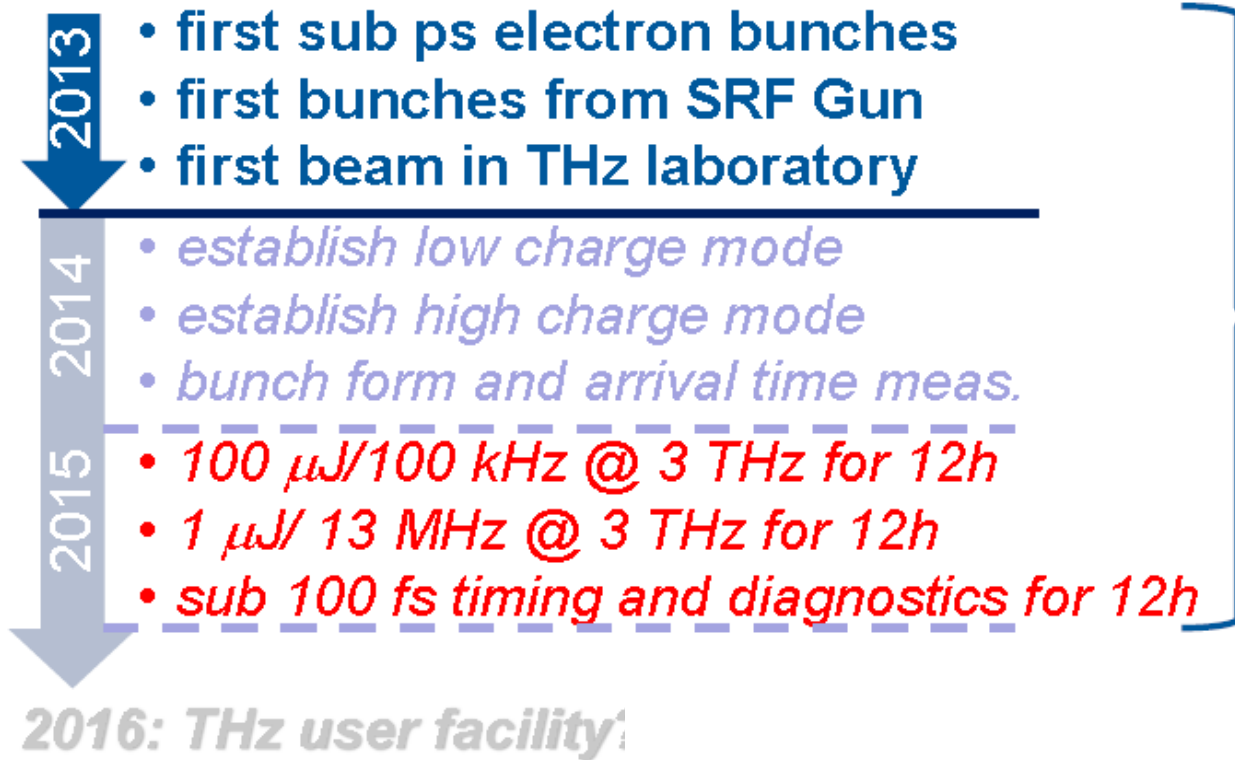 2013
• first sub ps electron bunches
• first bunches from SRF Gun
• first beam in THz laboratory
2014
• establish low charge mode
• establish high charge mode
• bunch form and arrival time meas.
2015
• 100 μJ/100 kHz @ 3 THz for 12h
• 1 μJ/ 13 MHz @ 3 THz for 12h
• sub 100 fs timing and diagnostics for 12h
2016: THz user facility?